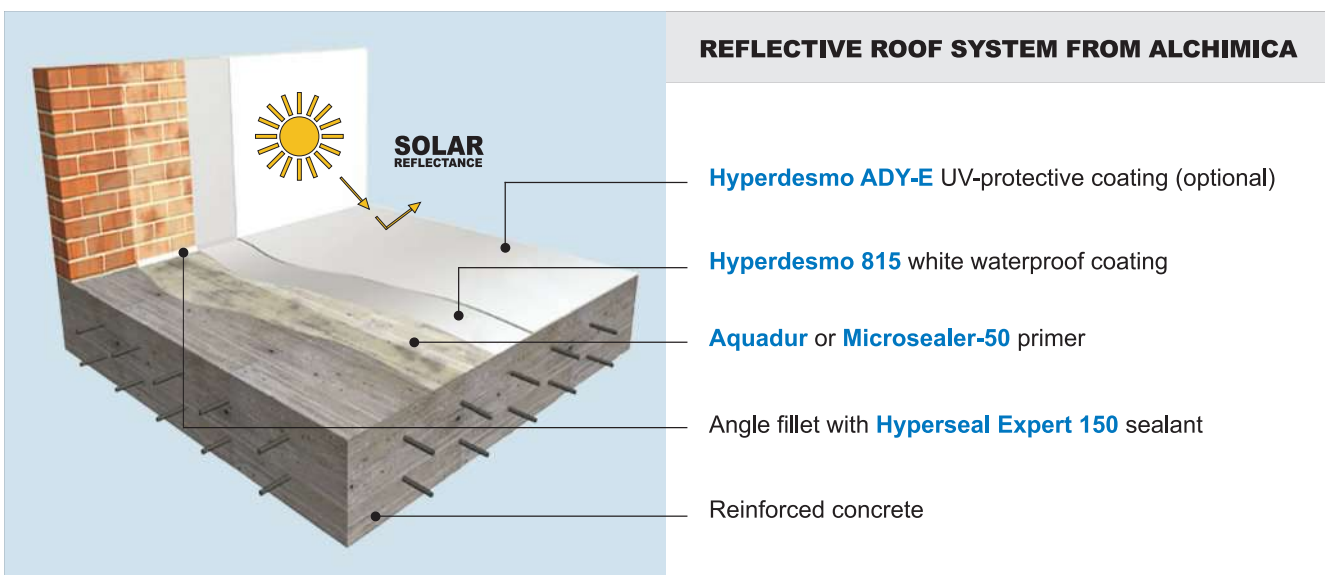 REFLECTIVE ROOF SYSTEM FROM ALCHIMICA
SOLAR
REFLECTANCE
Hyperdesmo ADY-E UV-protective coating (optional)
Hyperdesmo 815 white waterproof coating
Aquadur or Microsealer-50 primer
Angle fillet with Hyperseal Expert 150 sealant
Reinforced concrete